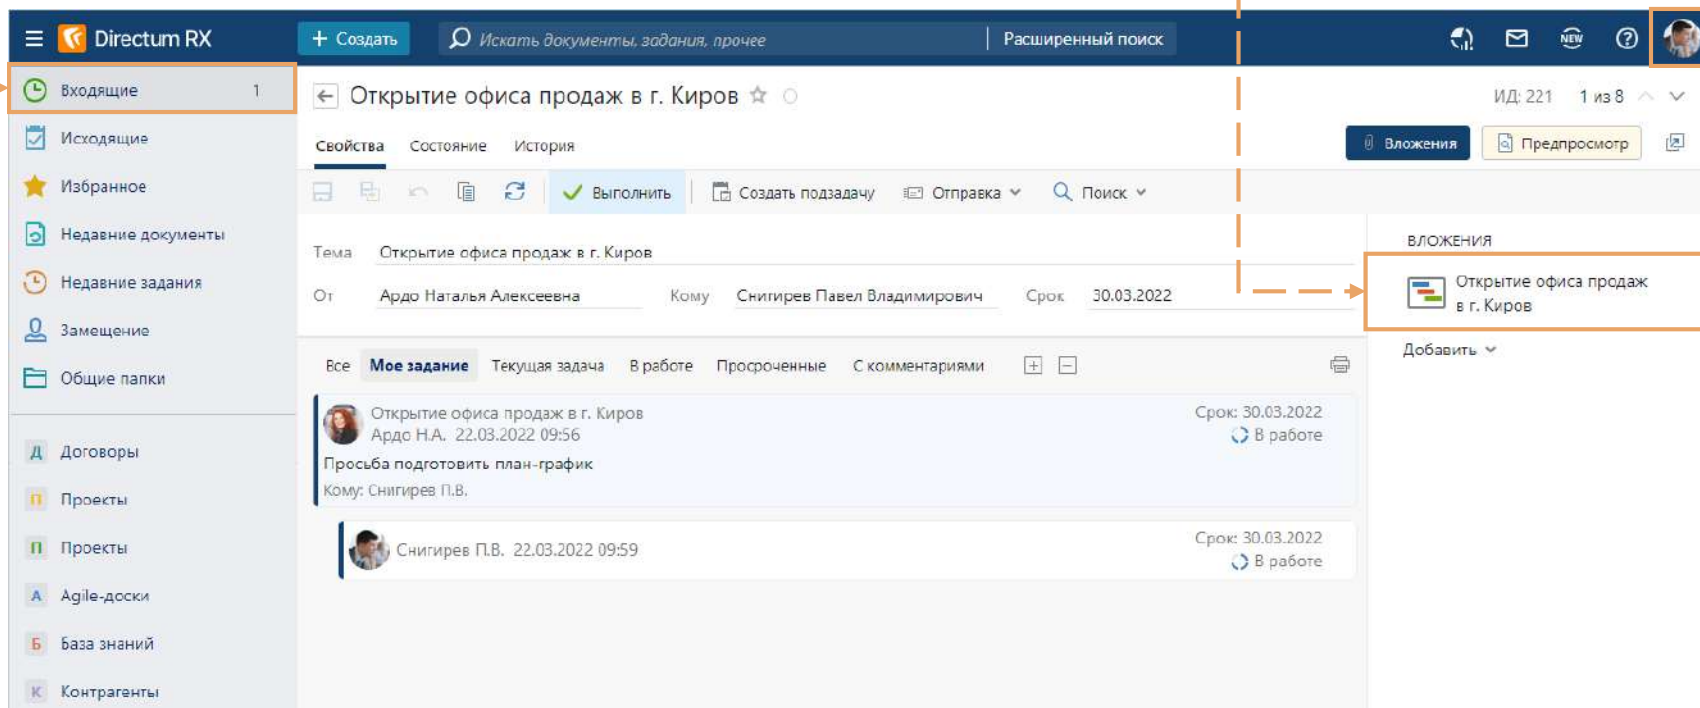 Directum RX
+ Создать
Искать документы, задания, прочее
Расширенный поиск
NEW
Входящие 1
Исходящие
Избранное
Недавние документы
Недавние задания
Замещение
Общие папки
Д Договоры
П Проекты
П Проекты
А Agile-доски
Б База знаний
К Контрагенты
Открытие офиса продаж в г. Киров
ИД: 221 1 из 8
Свойства Состояние История
Вложения Предпросмотр
Выполнить Создать подзадачу Отправка Поиск
Тема Открытие офиса продаж в г. Киров
От Ардо Наталья Алексеевна Кому Снигирев Павел Владимирович Срок 30.03.2022
Все Мое задание Текущая задача В работе Просроченные С комментариями
Открытие офиса продаж в г. Киров Срок: 30.03.2022
Ардо Н.А. 22.03.2022 09:56 В работе
Просьба подготовить план-график
Кому: Снигирев П.В.
Снигирев П.В. 22.03.2022 09:59 Срок: 30.03.2022
В работе
ВЛОЖЕНИЯ
Открытие офиса продаж
в г. Киров
Добавить